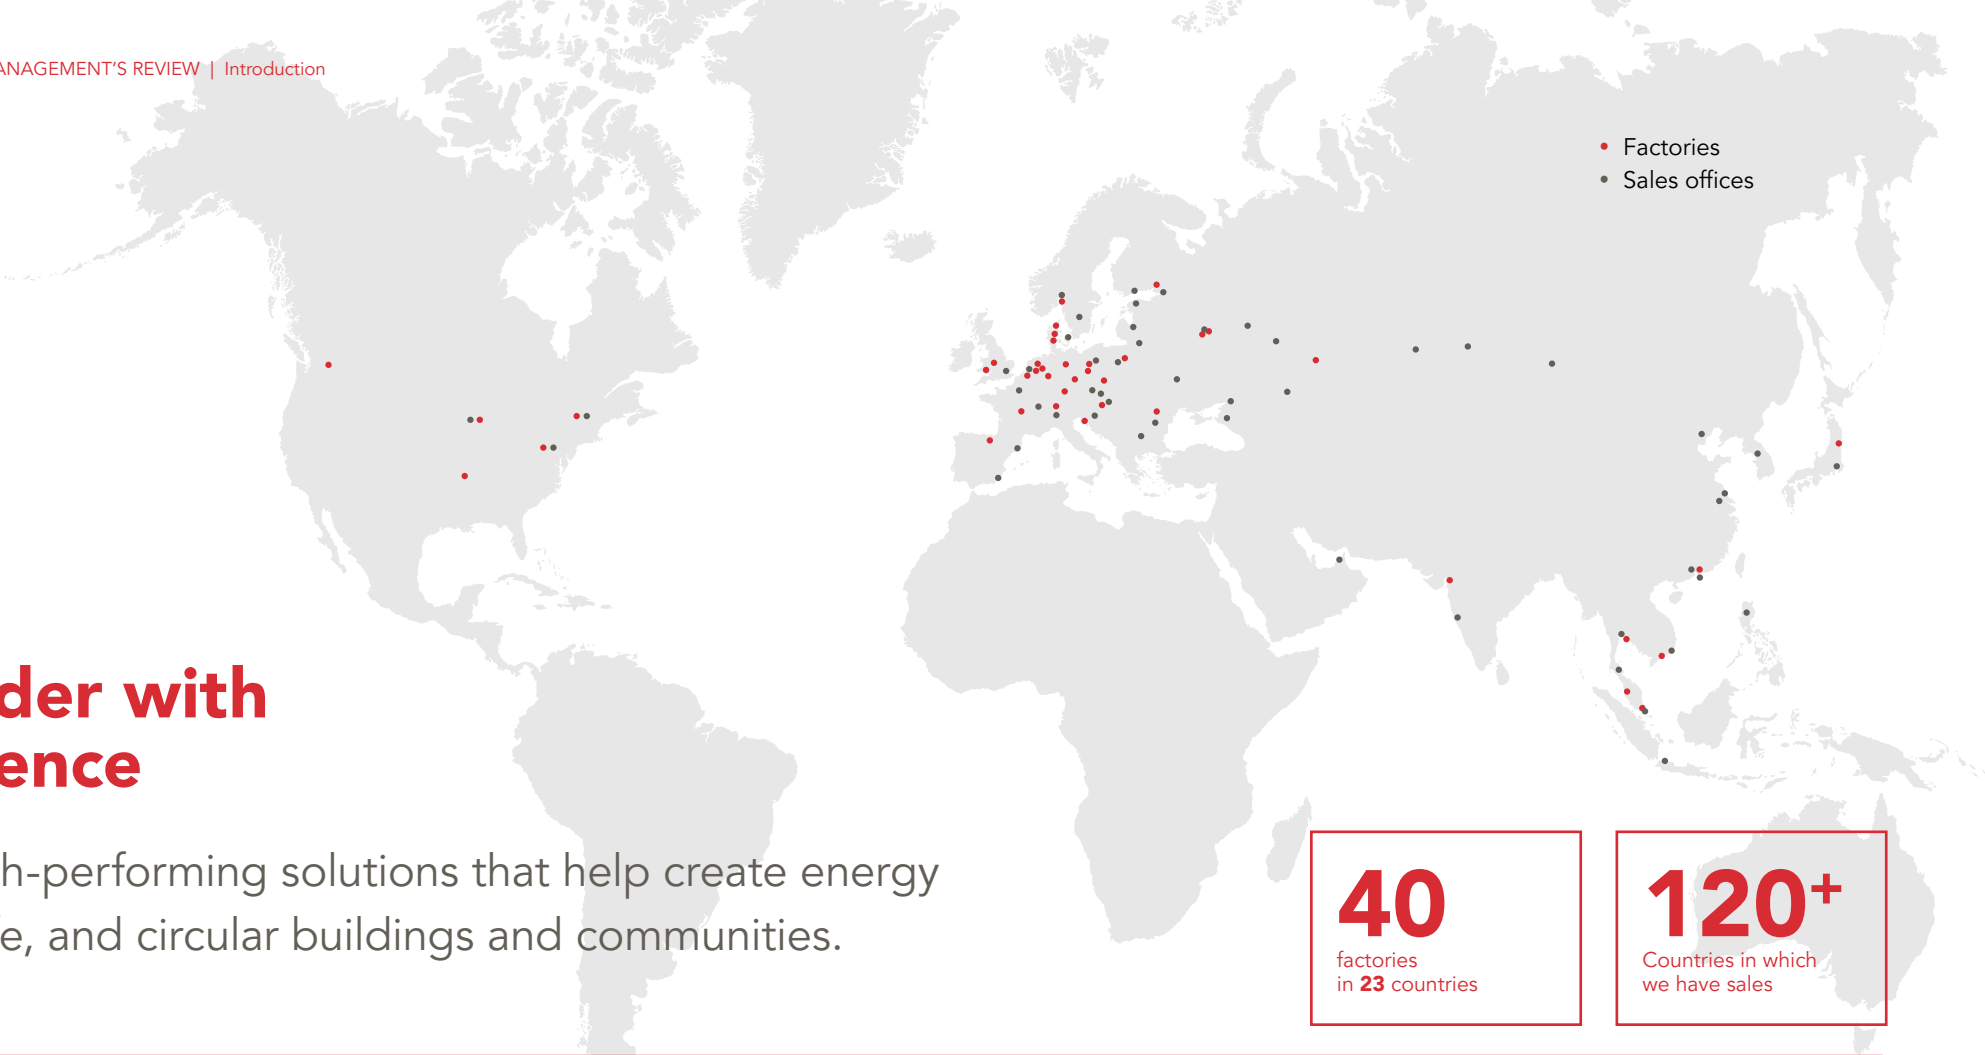 ANAGEMENT'S REVIEW | Introduction
Factories
Sales offices
der with
ence
h-performing solutions that help create energy
e, and circular buildings and communities.
40
factories
in 23 countries
120+
Countries in which
we have sales